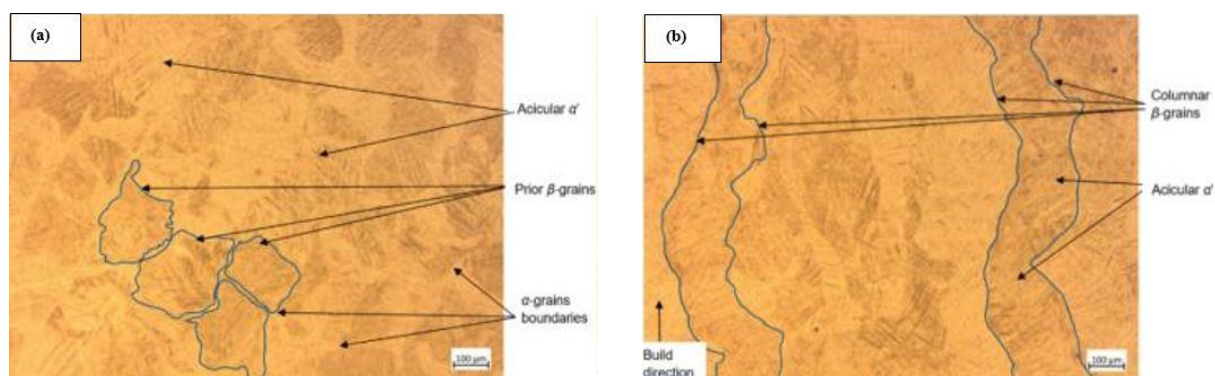 (a)
Acicular α'
Prior β-grains
α-grains
boundaries
100 μm
(b)
Columnar
β-grains
Acicular α'
Build
direction
100 μm